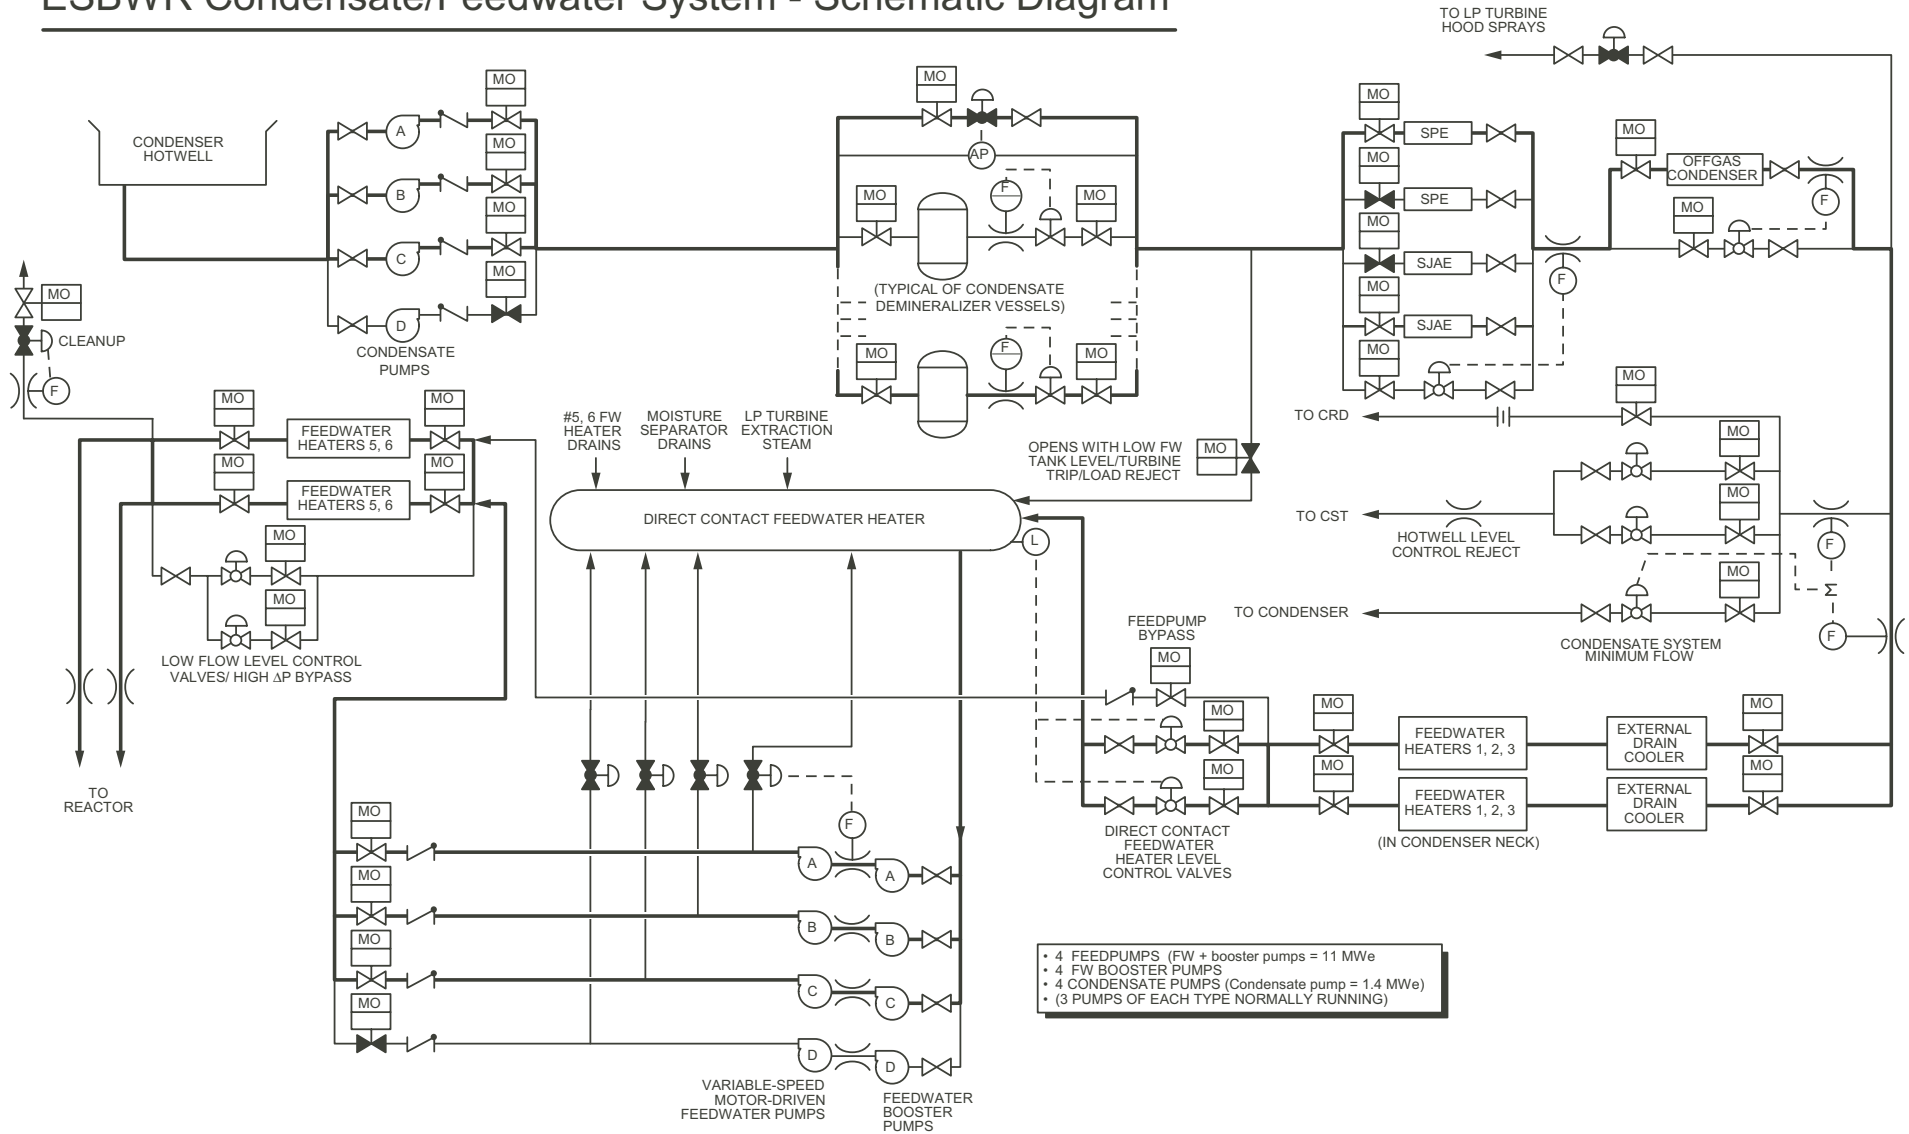 ESBWR Condensate/Feedwater System - Schematic Diagram
TO LP TURBINE
HOOD SPRAYS
CONDENSER
HOTWELL
MO
A
MO
B
MO
C
MO
D
CONDENSATE
PUMPS
MO
AP
MO
F
MO
(TYPICAL OF CONDENSATE
DEMINERALIZER VESSELS)
MO
F
MO
MO
SPE
MO
SPE
MO
SJAE
MO
SJAE
MO
F
MO
OFFGAS
CONDENSER
F
MO
MO
CLEANUP
F
MO
FEEDWATER
HEATERS 5, 6
MO
MO
FEEDWATER
HEATERS 5, 6
MO
MO
MO
LOW FLOW LEVEL CONTROL
VALVES/ HIGH ΔP BYPASS
TO
REACTOR
#5, 6 FW
HEATER
DRAINS
MOISTURE
SEPARATOR
DRAINS
LP TURBINE
EXTRACTION
STEAM
OPENS WITH LOW FW
TANK LEVEL/TURBINE
TRIP/LOAD REJECT
MO
DIRECT CONTACT FEEDWATER HEATER
L
TO CRD
MO
MO
TO CST
MO
HOTWELL LEVEL
CONTROL REJECT
F
Σ
MO
TO CONDENSER
F
CONDENSATE SYSTEM
MINIMUM FLOW
FEEDPUMP
BYPASS
MO
MO
MO
FEEDWATER
HEATERS 1, 2, 3
EXTERNAL
DRAIN
COOLER
MO
MO
MO
FEEDWATER
HEATERS 1, 2, 3
EXTERNAL
DRAIN
COOLER
MO
(IN CONDENSER NECK)
DIRECT CONTACT
FEEDWATER
HEATER LEVEL
CONTROL VALVES
MO
F
A
A
MO
B
B
MO
C
C
MO
D
D
VARIABLE-SPEED
MOTOR-DRIVEN
FEEDWATER PUMPS
FEEDWATER
BOOSTER
PUMPS
• 4 FEEDPUMPS (FW + booster pumps = 11 MWe
• 4 FW BOOSTER PUMPS
• 4 CONDENSATE PUMPS (Condensate pump = 1.4 MWe)
• (3 PUMPS OF EACH TYPE NORMALLY RUNNING)